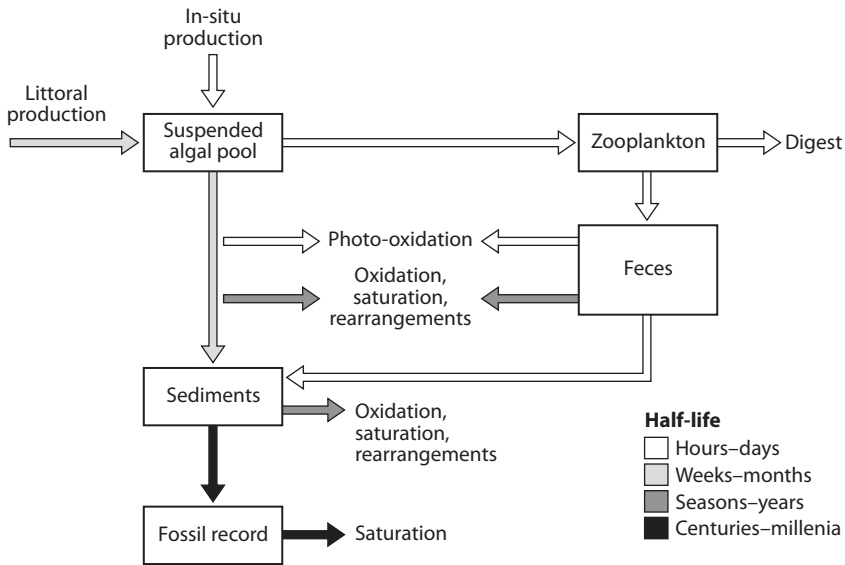 In-situ
production
Littoral
production
Suspended
algal pool
Zooplankton
Digest
Photo-oxidation
Feces
Oxidation,
saturation,
rearrangements
Sediments
Oxidation,
saturation,
rearrangements
Half-life
Hours–days
Weeks–months
Seasons–years
Centuries–millenia
Fossil record
Saturation